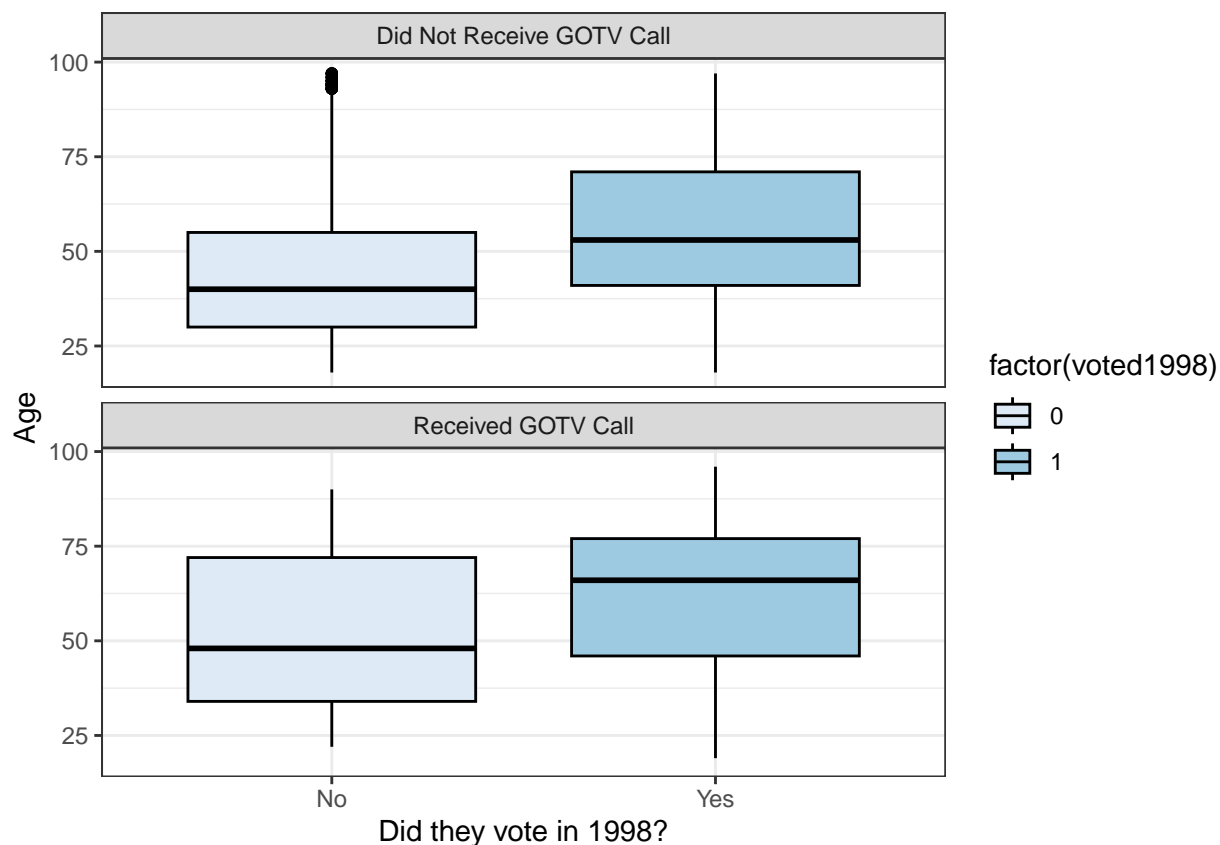 Did Not Receive GOTV Call
100
75
50
25
Received GOTV Call
100
75
50
25
Age
No Yes
Did they vote in 1998?
factor(voted1998)
0
1